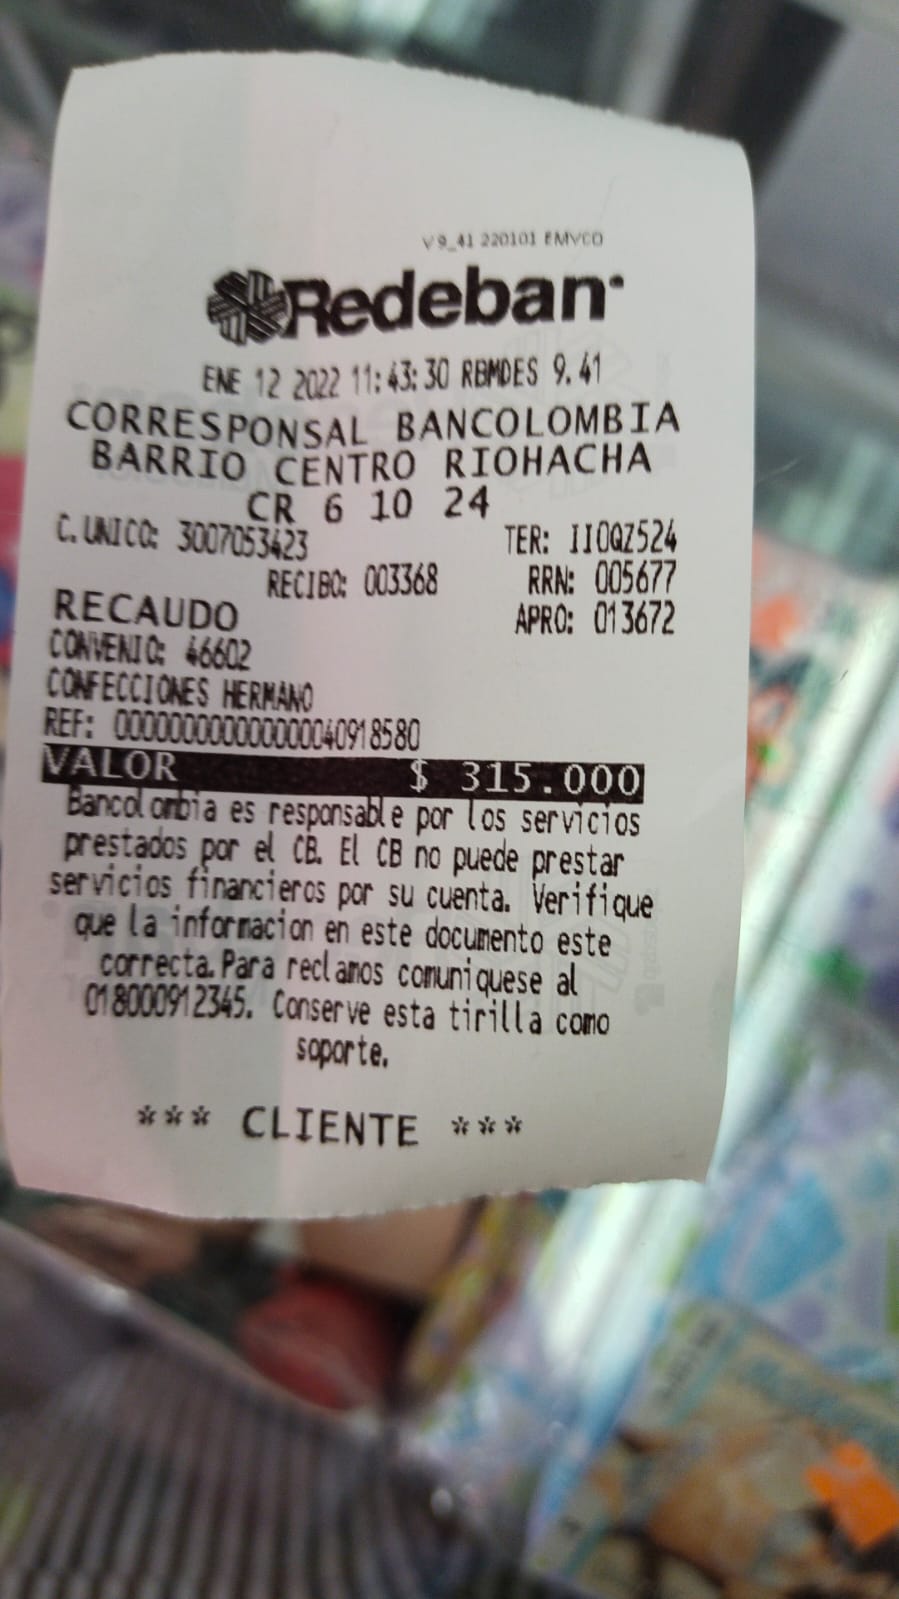 V9_41 220101 EMVCO
Redeban
ENE 12 2022 11:43:30 RBMDES 9.41
CORRESPONSAL BANCOLOMBIA
BARRIO CENTRO RIOHACHA
CR 6 10 24
C. UNICO: 3007053423 TER: IIOQZ524
RECIBO: 003368 RRN: 005677
RECAUDO APRO: 013672
CONVENIO: 46602
CONFECCIONES HERMANO
REF: 000000000000000040918580
VALOR $ 315.000
Bancolombia es responsable por los servicios
prestados por el CB. El CB no puede prestar
servicios financieros por su cuenta. Verifique
que la informacion en este documento este
correcta. Para reclamos comuniquese al
018000912345. Conserve esta tirilla como
soporte.
*** CLIENTE ***